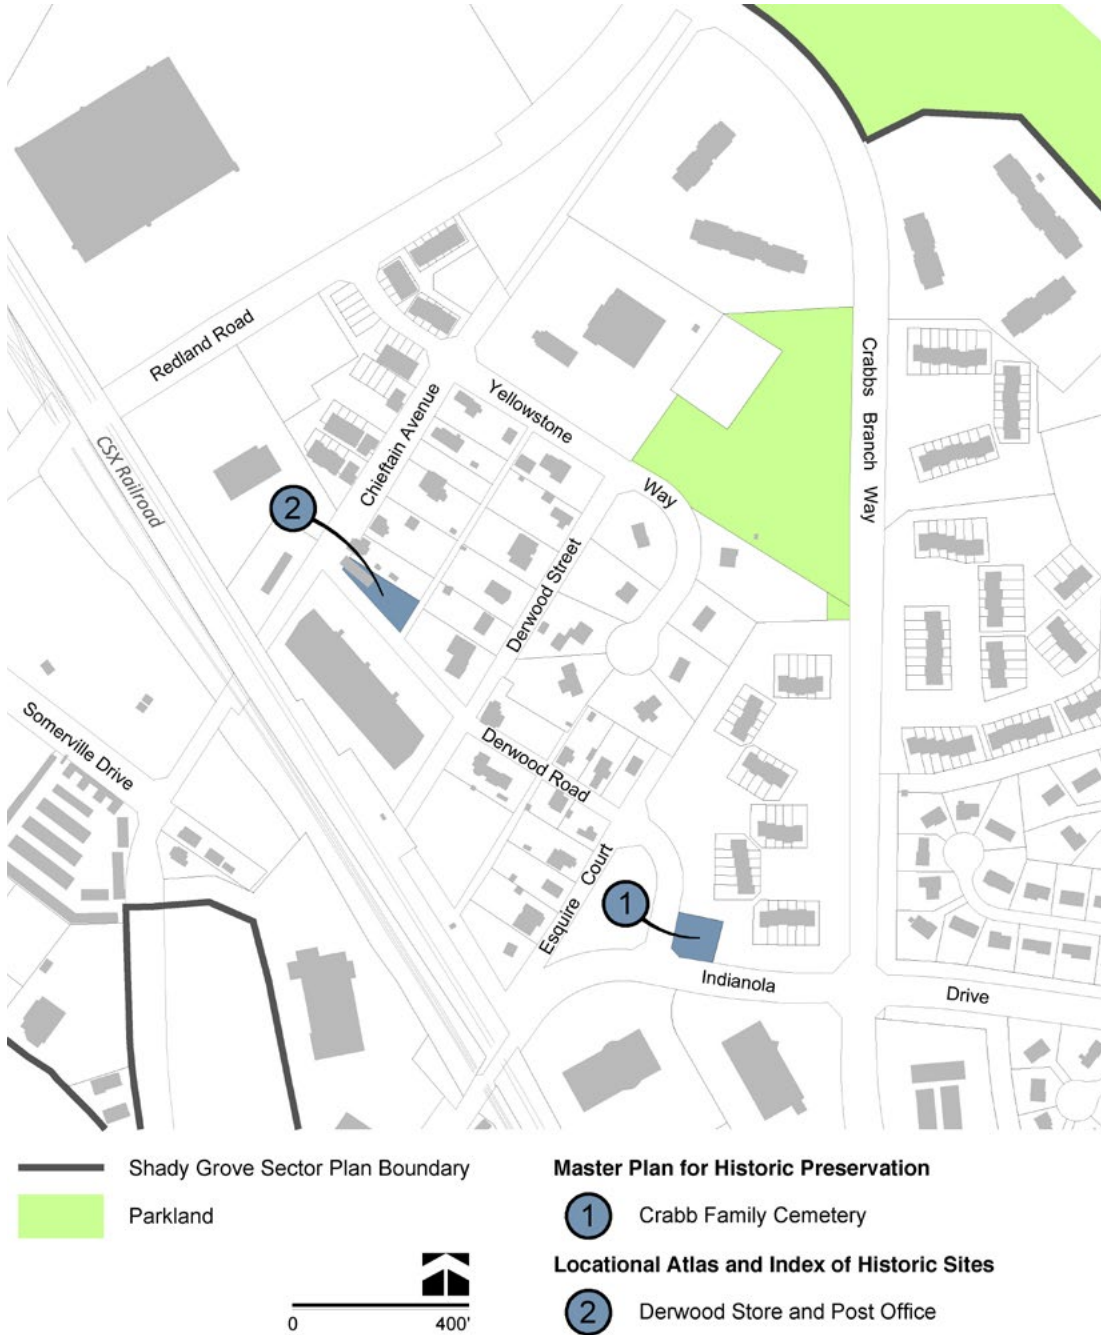 Redland Road
CSX Railroad
Chieftain Avenue
Yellowstone
Way
Crabbs Branch Way
2
Derwood Street
Somerville Drive
Derwood Road
Esquire Court
1
Indianola
Drive
Shady Grove Sector Plan Boundary
Parkland
0 400'
Master Plan for Historic Preservation
1 Crabb Family Cemetery
Locational Atlas and Index of Historic Sites
2 Derwood Store and Post Office